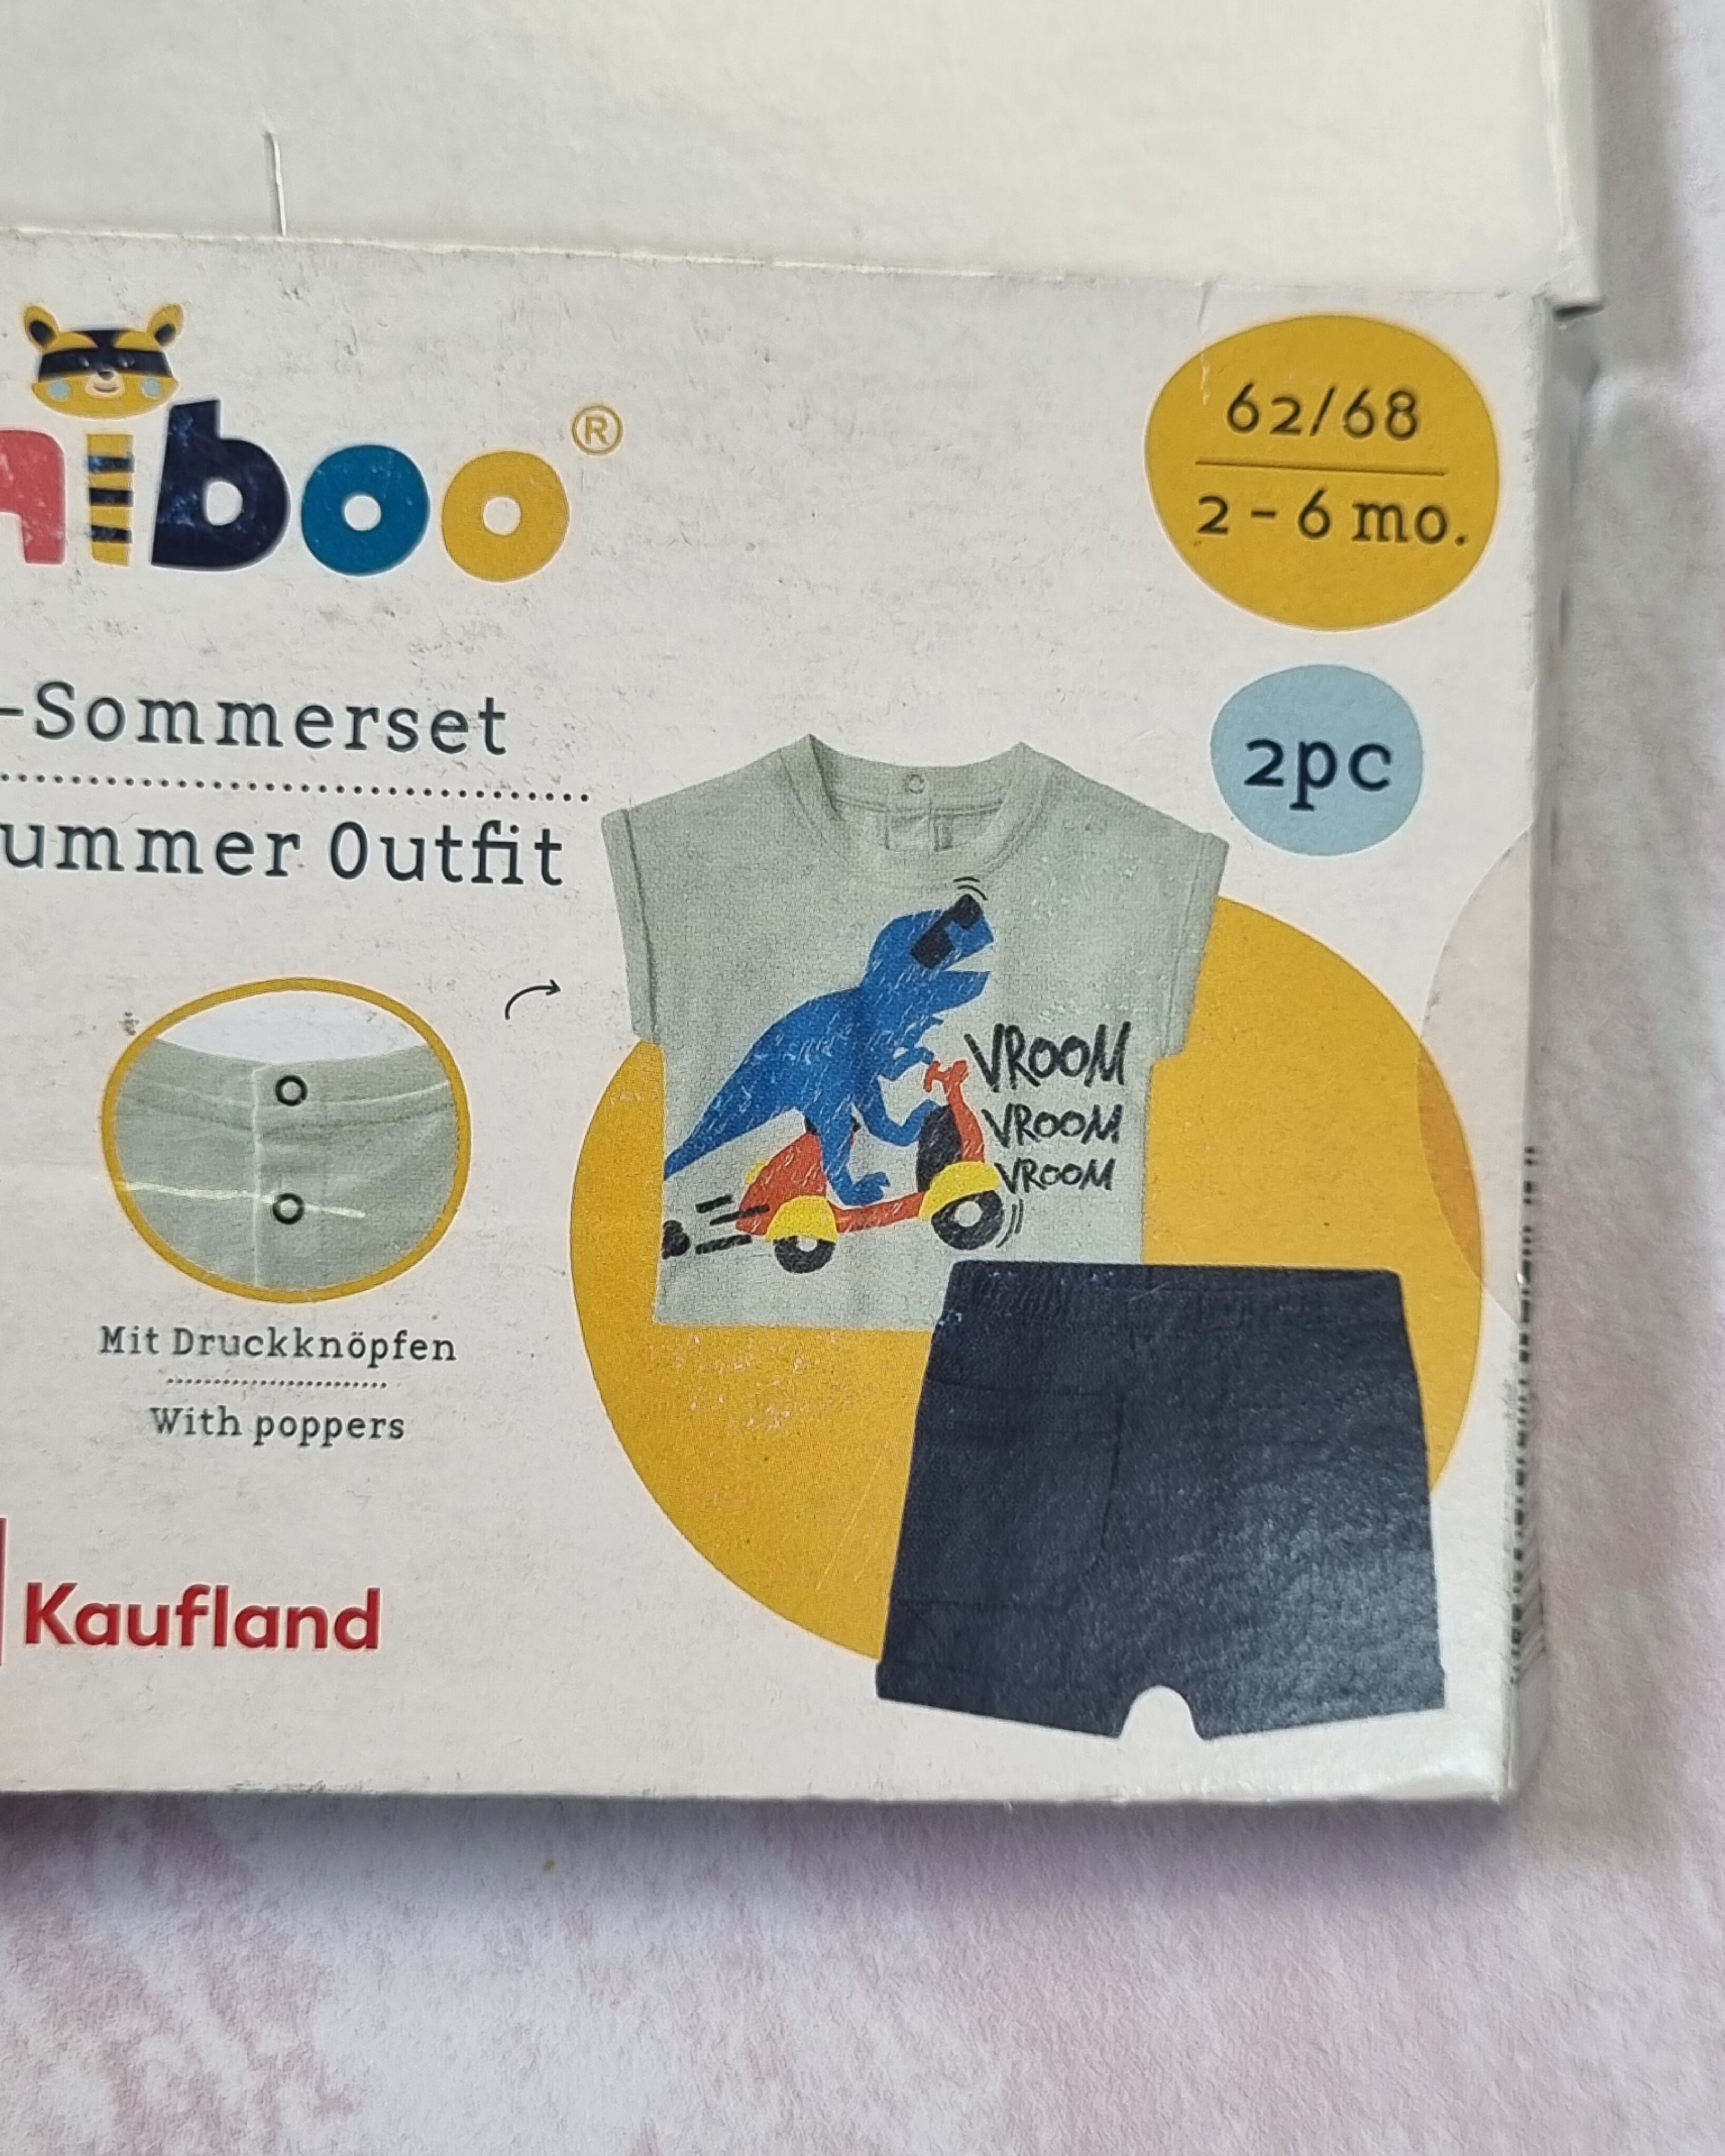 iboo®
62/68
2 - 6 mo.
-Sommerset
2pc
ummer Outfit
VROOM
VROOM
VROOM
Mit Druckknöpfen
With poppers
Kaufland